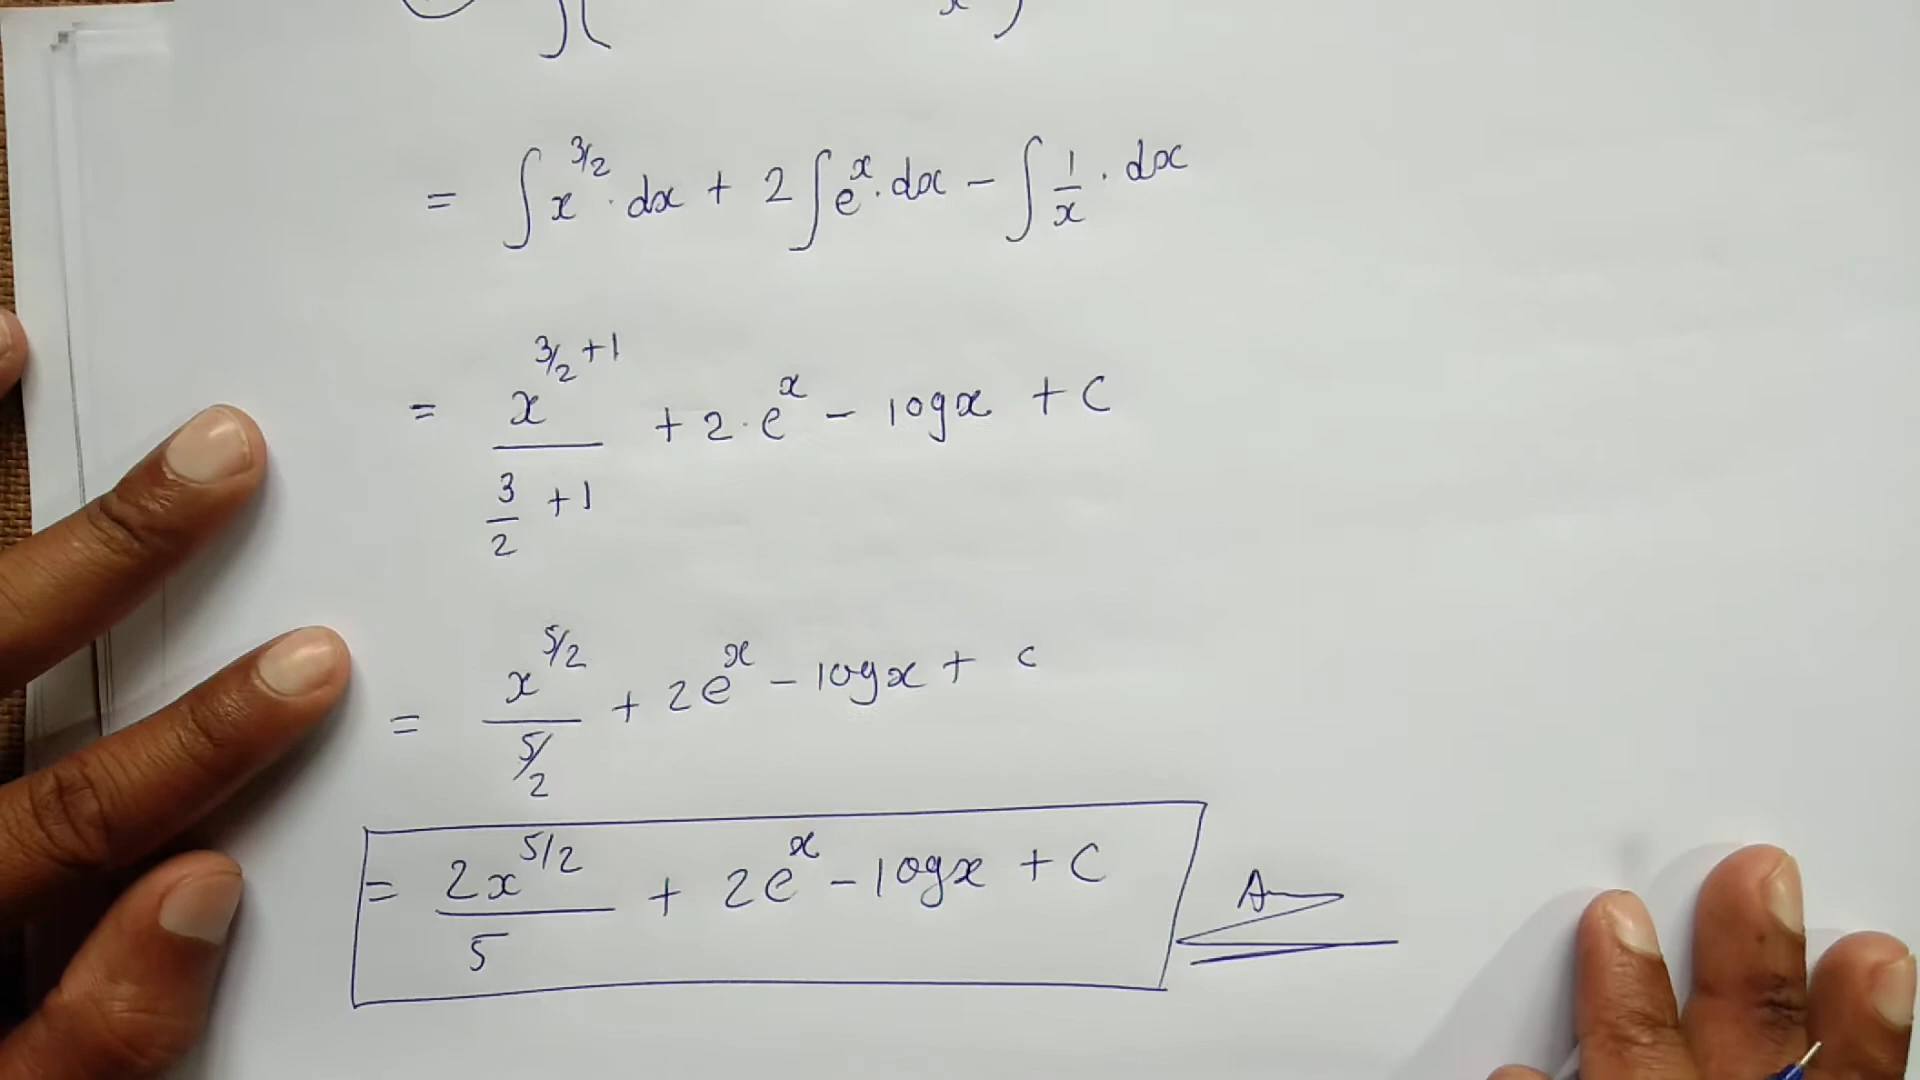 ∫( x)
= ∫ x^{3/2} · dx + 2 ∫ e^x · dx - ∫ 1/x · dx
= x^{3/2 + 1} / (3/2 + 1) + 2 · e^x - log x + C
= x^{5/2} / (5/2) + 2e^x - log x + c
= 2x^{5/2} / 5 + 2e^x - log x + C